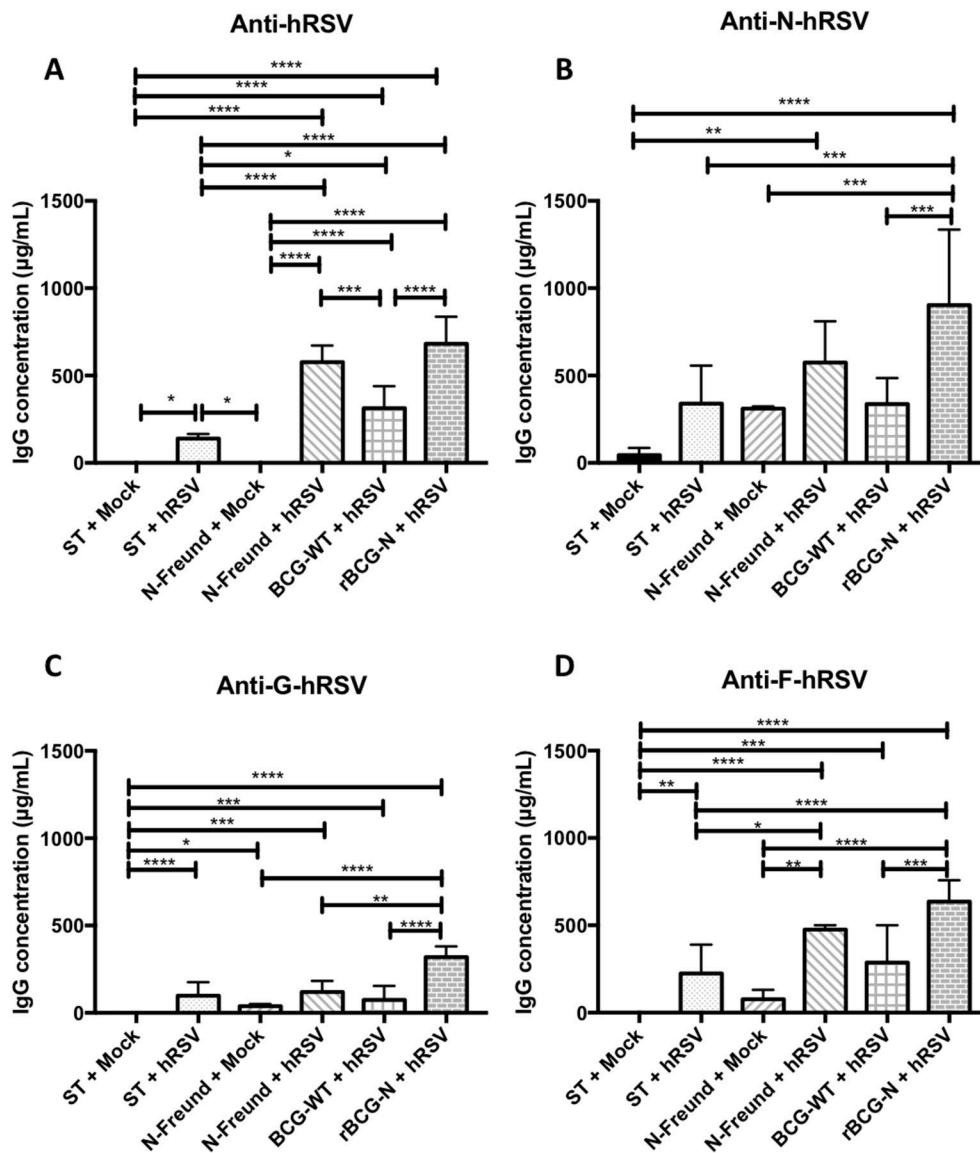 A
Anti-hRSV
****
****
****
****
*
****
****
****
****
***
****
*
*
IgG concentration (µg/mL)
1500
1000
500
0
ST + Mock
ST + hRSV
N-Freund + Mock
N-Freund + hRSV
BCG-WT + hRSV
rBCG-N + hRSV
B
Anti-N-hRSV
****
**
***
***
***
IgG concentration (µg/mL)
1500
1000
500
0
ST + Mock
ST + hRSV
N-Freund + Mock
N-Freund + hRSV
BCG-WT + hRSV
rBCG-N + hRSV
C
Anti-G-hRSV
****
***
***
*
****
****
**
****
IgG concentration (µg/mL)
1500
1000
500
0
ST + Mock
ST + hRSV
N-Freund + Mock
N-Freund + hRSV
BCG-WT + hRSV
rBCG-N + hRSV
D
Anti-F-hRSV
****
***
****
**
****
*
****
**
***
IgG concentration (µg/mL)
1500
1000
500
0
ST + Mock
ST + hRSV
N-Freund + Mock
N-Freund + hRSV
BCG-WT + hRSV
rBCG-N + hRSV